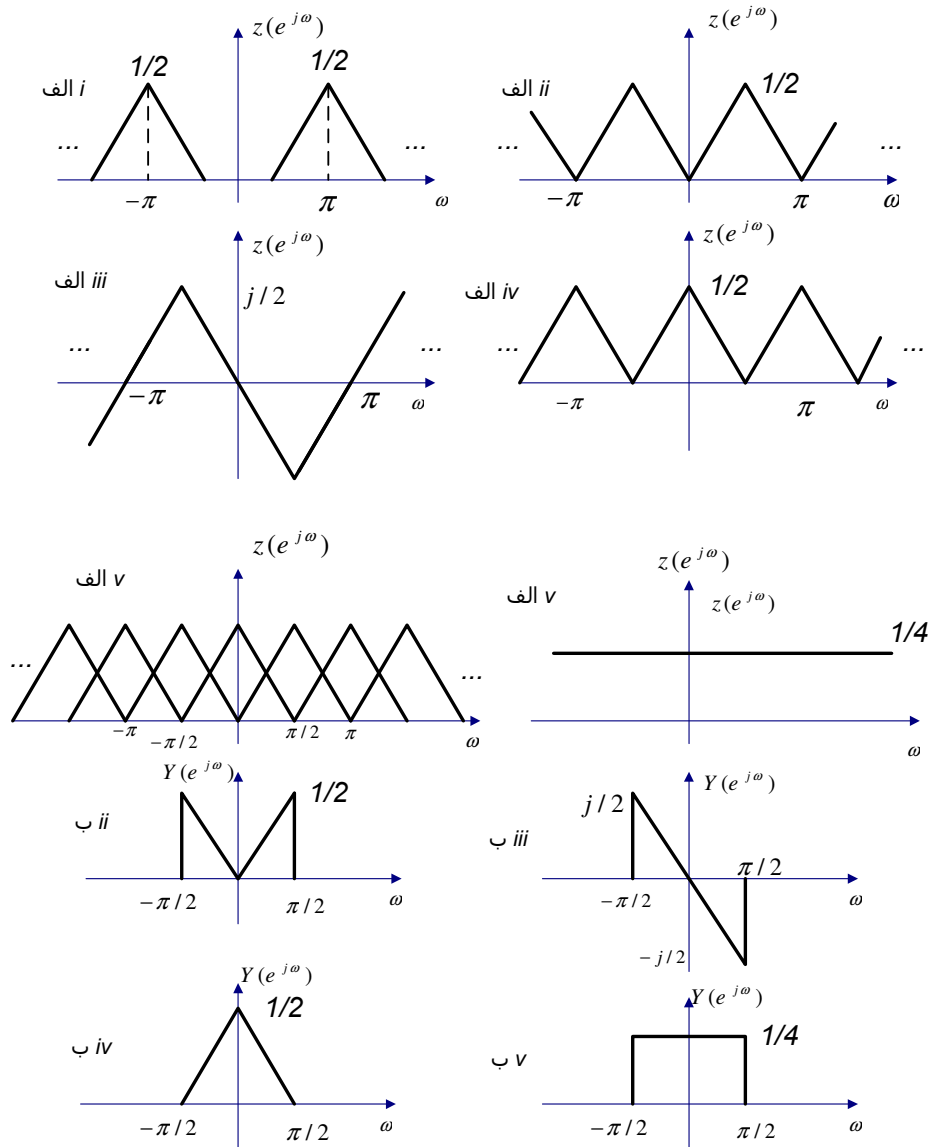 z(e^{jω}) z(e^{jω})
1/2 1/2
الف i
الف ii
1/2
... ... ... ...
−π π ω −π π ω
z(e^{jω}) z(e^{jω})
الف iii
j / 2
الف iv
1/2
... ... ... ...
−π π ω −π π ω
z(e^{jω})
الف v
... ...
−π −π / 2 π / 2 π ω
z(e^{jω})
الف v
z(e^{jω})
1/4
ω
Y(e^{jω})
ب ii
1/2
−π / 2 π / 2 ω
Y(e^{jω})
ب iii
j / 2
π / 2
−π / 2 ω
− j / 2
Y(e^{jω})
ب iv
1/2
−π / 2 π / 2 ω
Y(e^{jω})
ب v
1/4
−π / 2 π / 2 ω